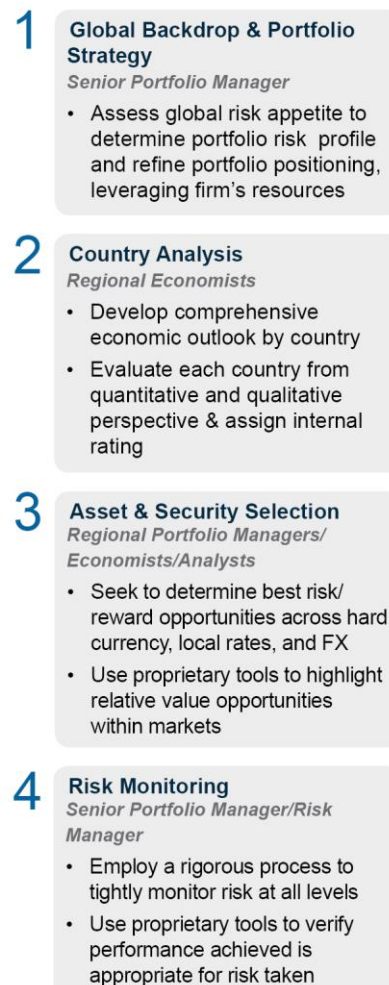 1
Global Backdrop & Portfolio
Strategy
Senior Portfolio Manager
• Assess global risk appetite to
determine portfolio risk profile
and refine portfolio positioning,
leveraging firm's resources
2
Country Analysis
Regional Economists
• Develop comprehensive
economic outlook by country
• Evaluate each country from
quantitative and qualitative
perspective & assign internal
rating
3
Asset & Security Selection
Regional Portfolio Managers/
Economists/Analysts
• Seek to determine best risk/
reward opportunities across hard
currency, local rates, and FX
• Use proprietary tools to highlight
relative value opportunities
within markets
4
Risk Monitoring
Senior Portfolio Manager/Risk
Manager
• Employ a rigorous process to
tightly monitor risk at all levels
• Use proprietary tools to verify
performance achieved is
appropriate for risk taken